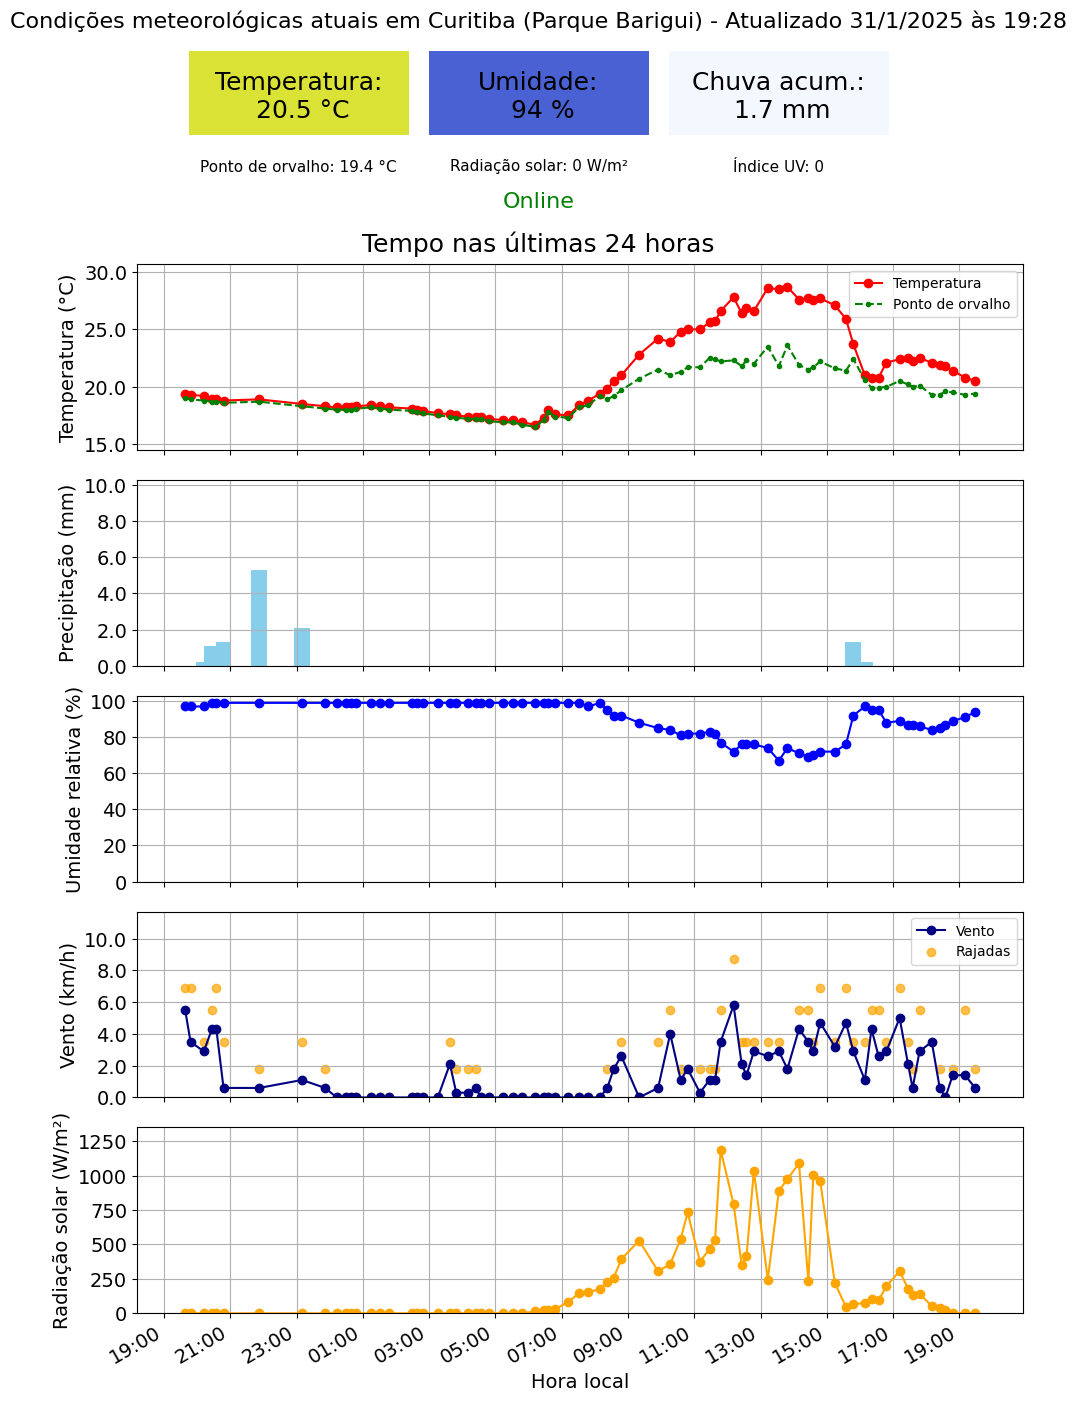 Condições meteorológicas atuais em Curitiba (Parque Barigui) - Atualizado 31/1/2025 às 19:28
Temperatura:
20.5 °C
Umidade:
94 %
Chuva acum.:
1.7 mm
Ponto de orvalho: 19.4 °C
Radiação solar: 0 W/m²
Índice UV: 0
Online
Tempo nas últimas 24 horas
Temperatura (°C)
30.0
25.0
20.0
15.0
Temperatura
Ponto de orvalho
Precipitação (mm)
10.0
8.0
6.0
4.0
2.0
0.0
Umidade relativa (%)
100
80
60
40
20
0
Vento (km/h)
10.0
8.0
6.0
4.0
2.0
0.0
Vento
Rajadas
Radiação solar (W/m²)
1250
1000
750
500
250
0
19:00
21:00
23:00
01:00
03:00
05:00
07:00
09:00
11:00
13:00
15:00
17:00
19:00
Hora local